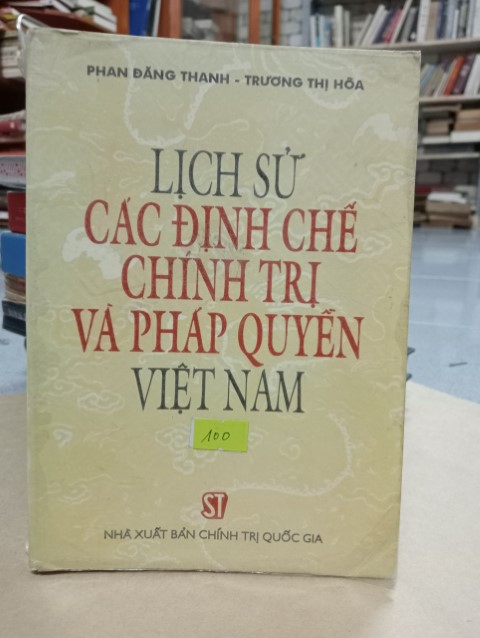 PHAN ĐĂNG THANH - TRƯƠNG THỊ HÒA
LỊCH SỬ
CÁC ĐỊNH CHẾ
CHÍNH TRỊ
VÀ PHÁP QUYỀN
VIỆT NAM
100
ST
NHÀ XUẤT BẢN CHÍNH TRỊ QUỐC GIA